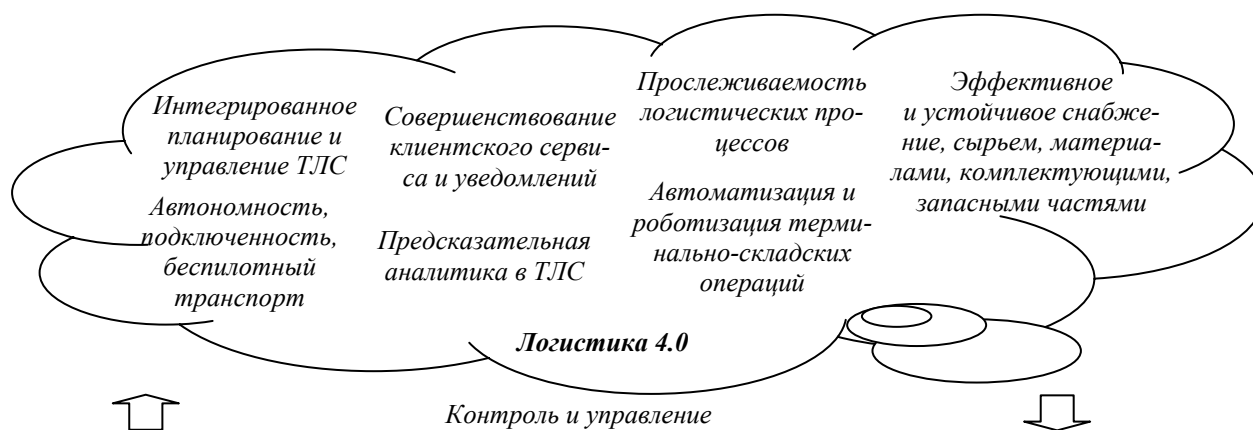 Интегрированное
планирование и
управление ТЛС
Автономность,
подключенность,
беспилотный
транспорт
Совершенствование
клиентского серви-
са и уведомлений
Предсказательная
аналитика в ТЛС
Прослеживаемость
логистических про-
цессов
Автоматизация и
роботизация терми-
нально-складских
операций
Эффективное
и устойчивое снабже-
ние, сырьем, материа-
лами, комплектующими,
запасными частями
Логистика 4.0
Контроль и управление